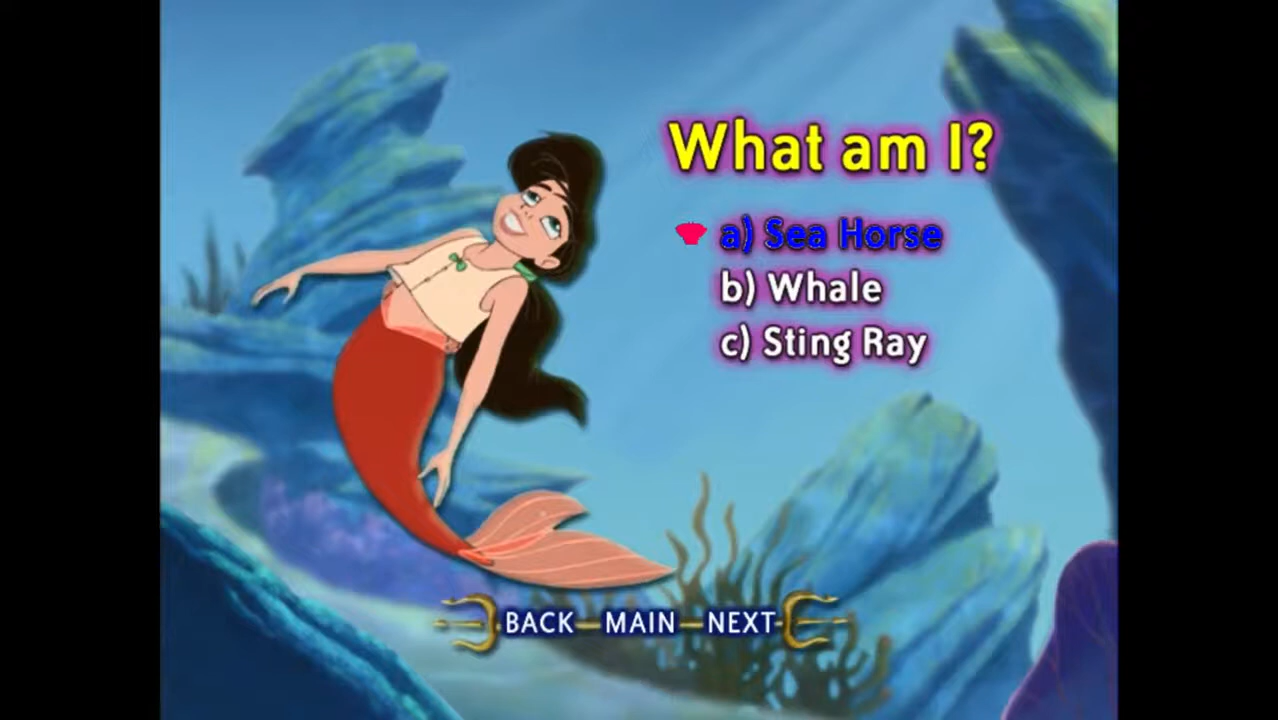 What am I?
a) Sea Horse
b) Whale
c) Sting Ray
BACK MAIN NEXT